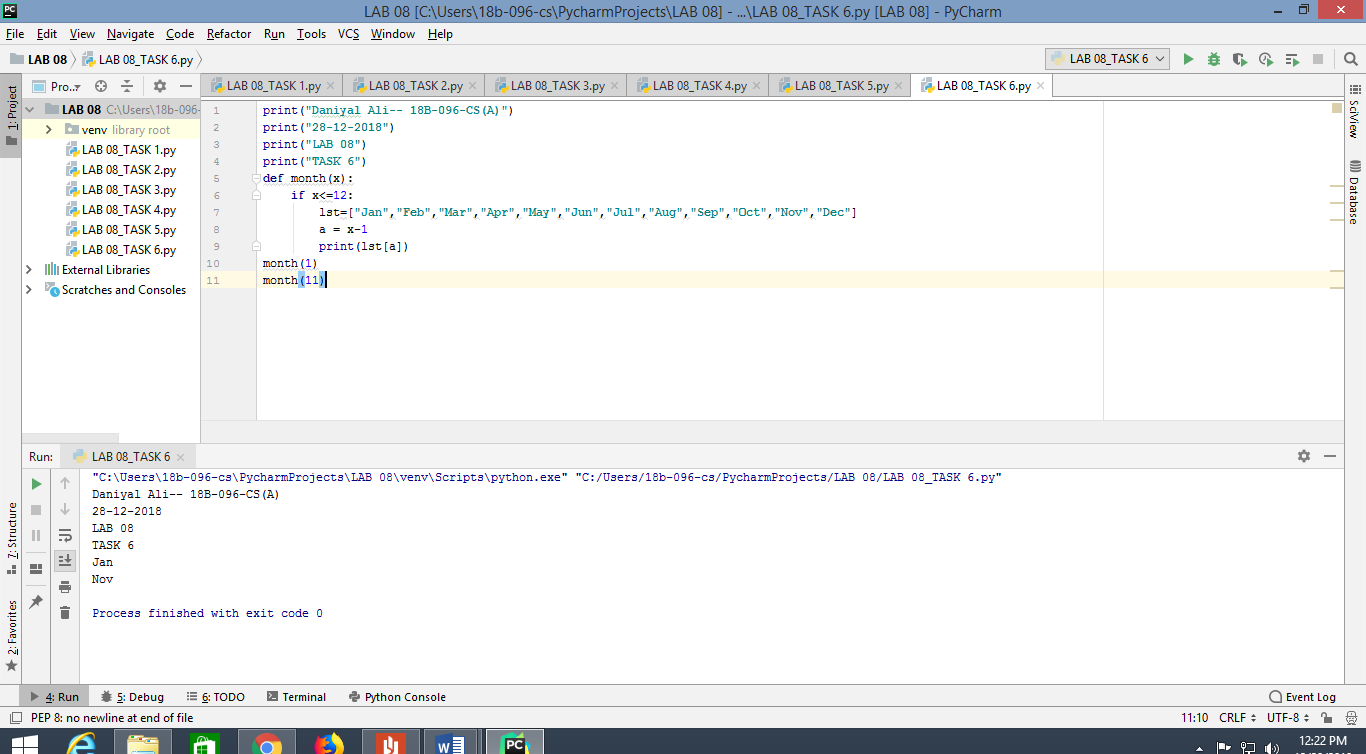 LAB 08 [C:\Users\18b-096-cs\PycharmProjects\LAB 08] - ...\LAB 08_TASK 6.py [LAB 08] - PyCharm
File Edit View Navigate Code Refactor Run Tools VCS Window Help
LAB 08 LAB 08_TASK 6.py LAB 08_TASK 6
1: Project
Pro..
LAB 08_TASK 1.py LAB 08_TASK 2.py LAB 08_TASK 3.py LAB 08_TASK 4.py LAB 08_TASK 5.py LAB 08_TASK 6.py
LAB 08 C:\Users\18b-096-
venv library root
LAB 08_TASK 1.py
LAB 08_TASK 2.py
LAB 08_TASK 3.py
LAB 08_TASK 4.py
LAB 08_TASK 5.py
LAB 08_TASK 6.py
External Libraries
Scratches and Consoles
1 print("Daniyal Ali-- 18B-096-CS(A)")
2 print("28-12-2018")
3 print("LAB 08")
4 print("TASK 6")
5 def month(x):
6 if x<=12:
7 lst=["Jan","Feb","Mar","Apr","May","Jun","Jul","Aug","Sep","Oct","Nov","Dec"]
8 a = x-1
9 print(lst[a])
10 month(1)
11 month(11)
SciView
Database
Run: LAB 08_TASK 6
"C:\Users\18b-096-cs\PycharmProjects\LAB 08\venv\Scripts\python.exe" "C:/Users/18b-096-cs/PycharmProjects/LAB 08/LAB 08_TASK 6.py"
Daniyal Ali-- 18B-096-CS(A)
28-12-2018
LAB 08
TASK 6
Jan
Nov
Process finished with exit code 0
7: Structure
2: Favorites
4: Run 5: Debug 6: TODO Terminal Python Console Event Log
PEP 8: no newline at end of file 11:10 CRLF UTF-8
12:22 PM